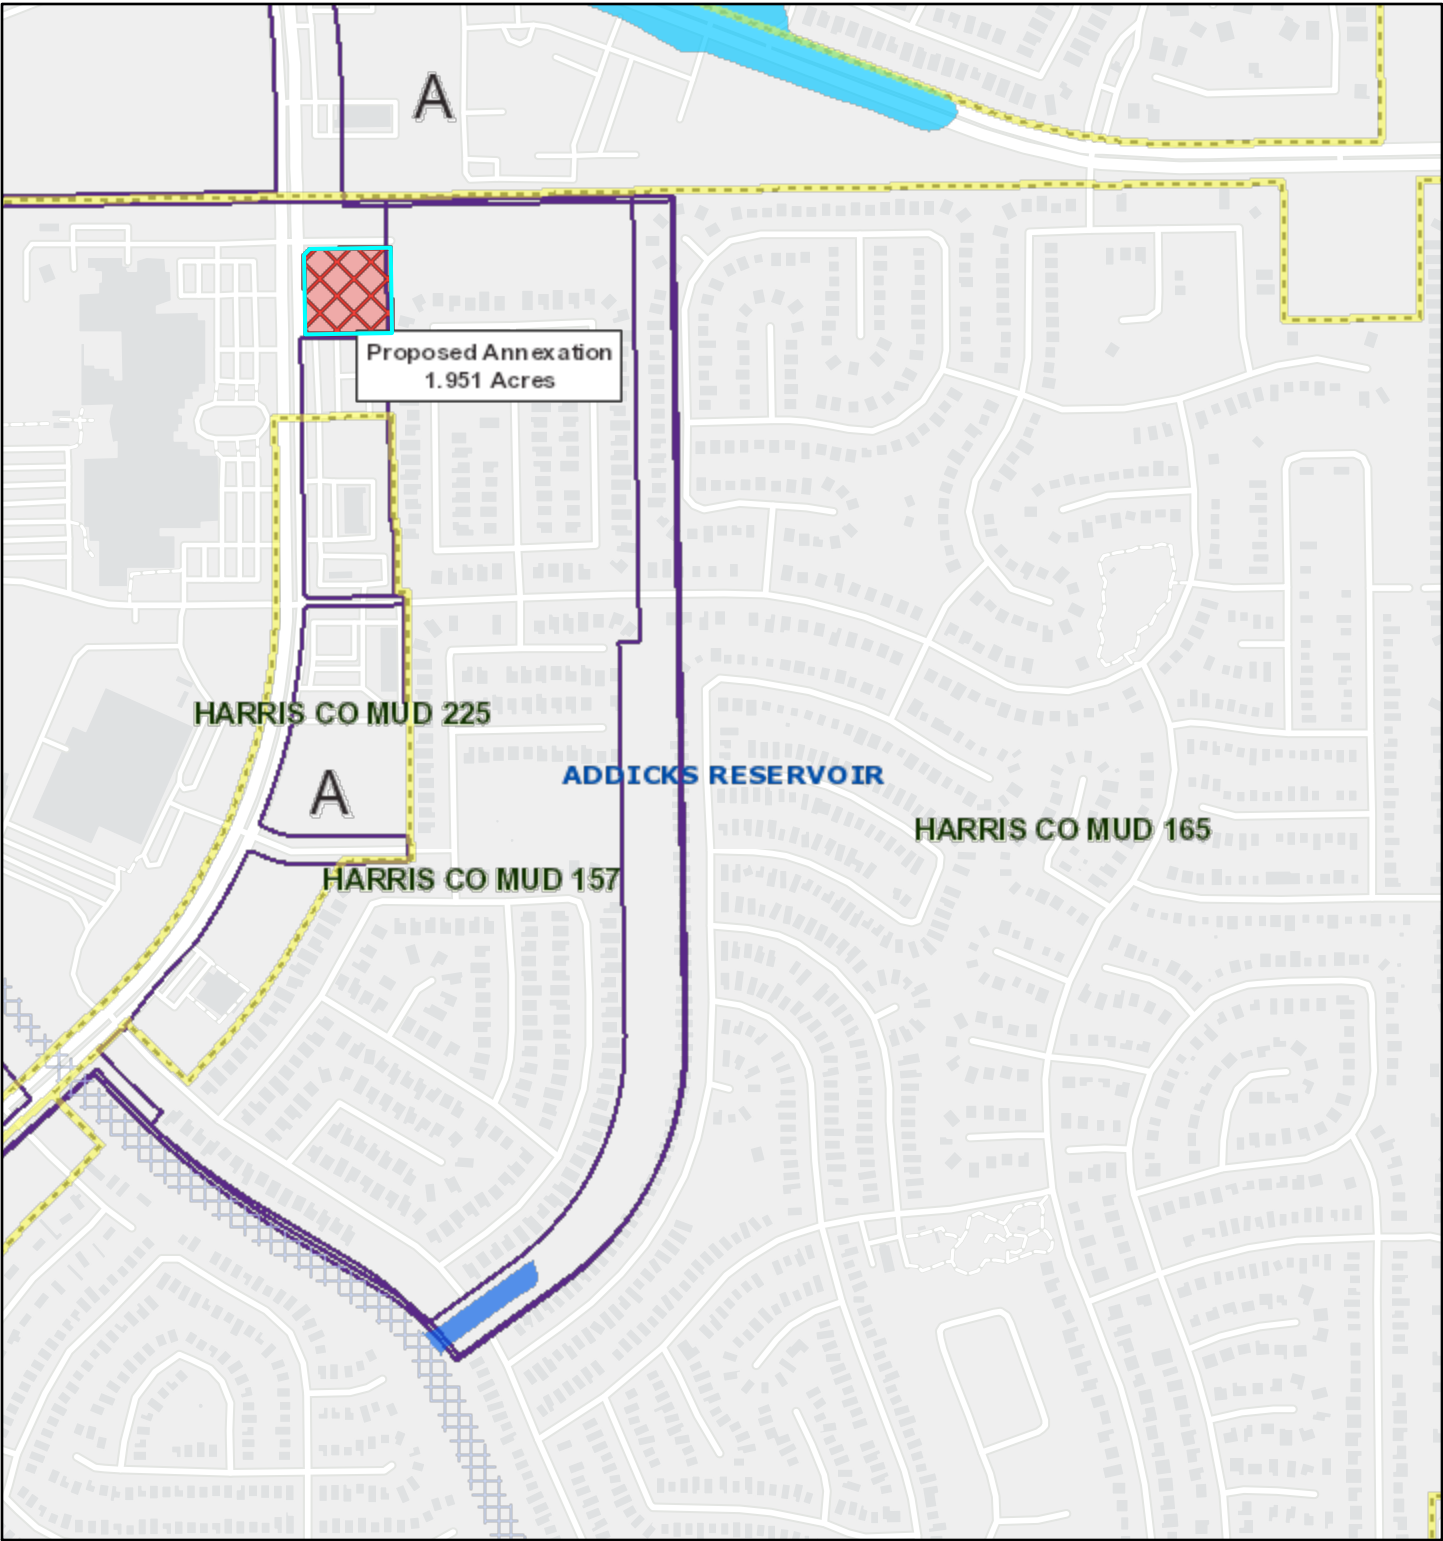 A
Proposed Annexation
1.951 Acres
HARRIS CO MUD 225
ADDICKS RESERVOIR
A
HARRIS CO MUD 165
HARRIS CO MUD 157